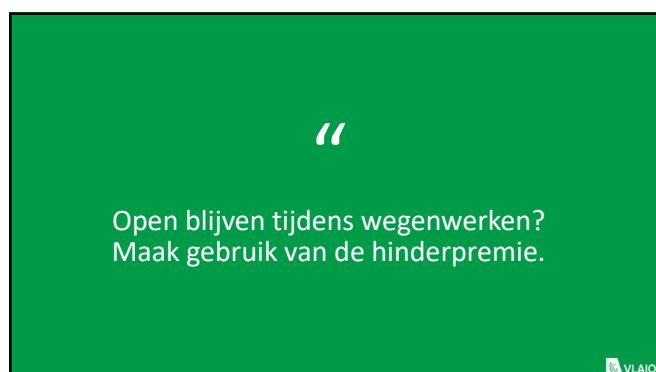 “
Open blijven tijdens wegenwerken?
Maak gebruik van de hinderpremie.
VLAIO